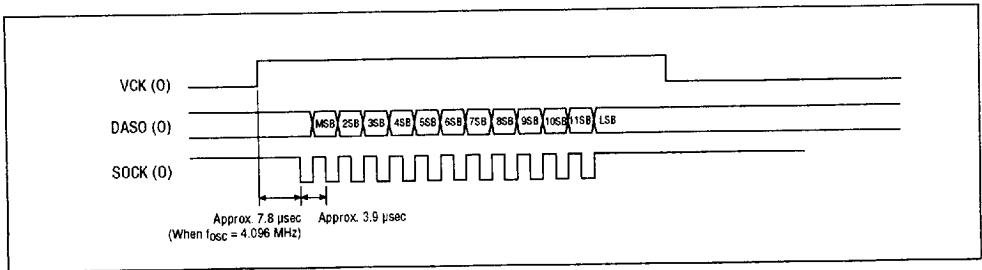 VCK (O)
DASO (O)
MSB 2SB 3SB 4SB 5SB 6SB 7SB 8SB 9SB 10SB 11SB LSB
SOCK (O)
Approx. 7.8 µsec Approx. 3.9 µsec
(When fosc = 4.096 MHz)